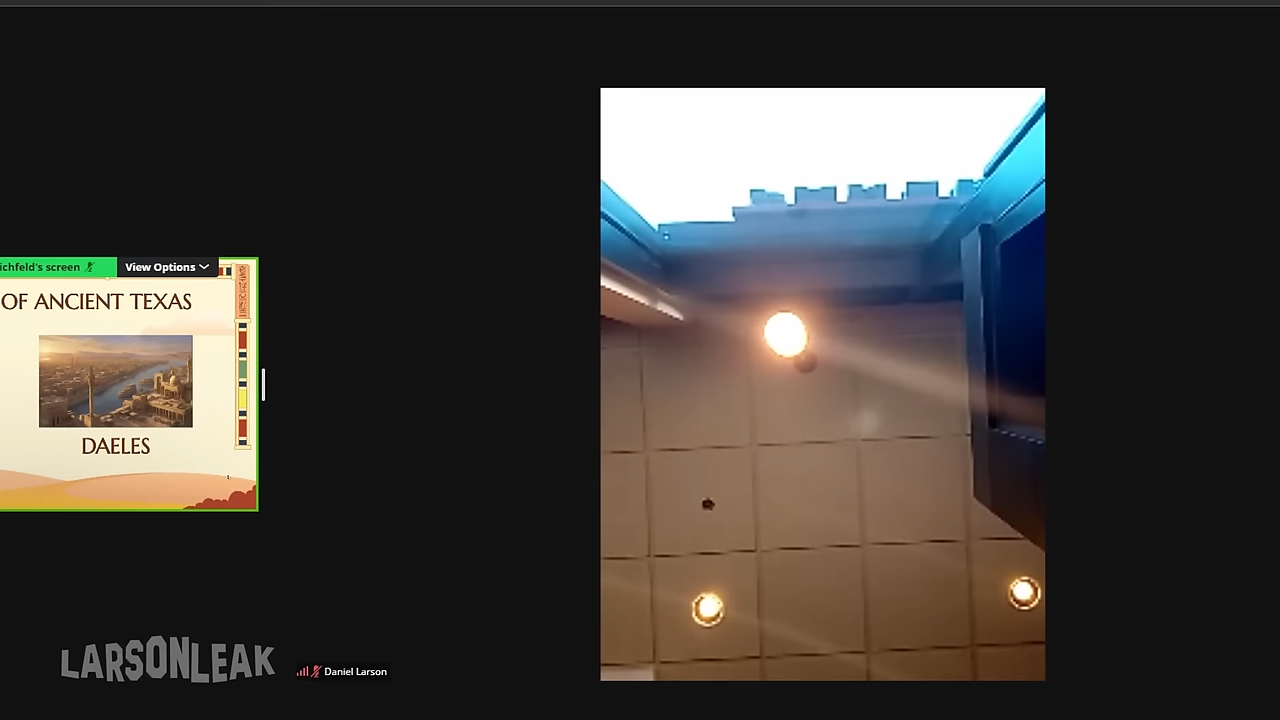 ichfeld's screen
View Options
OF ANCIENT TEXAS
DAELES
LARSONLEAK
Daniel Larson